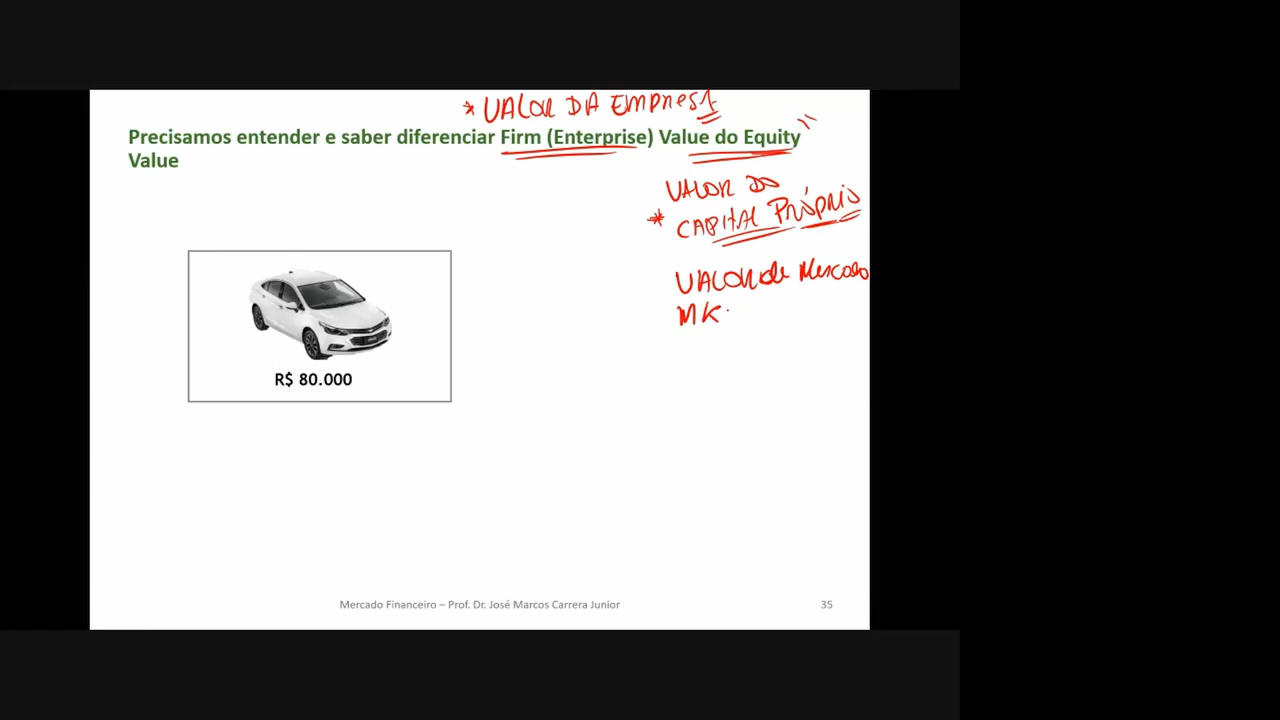 * VALOR DA EMPRESA
Precisamos entender e saber diferenciar Firm (Enterprise) Value do Equity
Value
VALOR DO
* CAPITAL PRÓPRIO
VALOR de Mercado
MK
R$ 80.000
Mercado Financeiro – Prof. Dr. José Marcos Carrera Junior
35